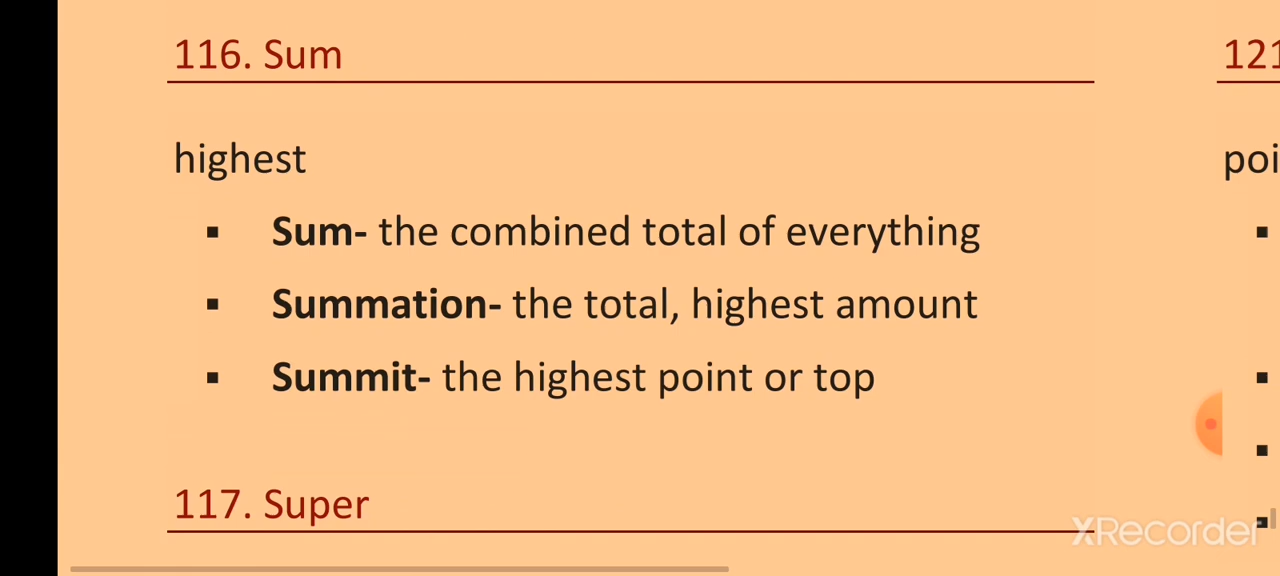 116. Sum
highest
▪ Sum- the combined total of everything
▪ Summation- the total, highest amount
▪ Summit- the highest point or top
117. Super
121
poi
XRecorder